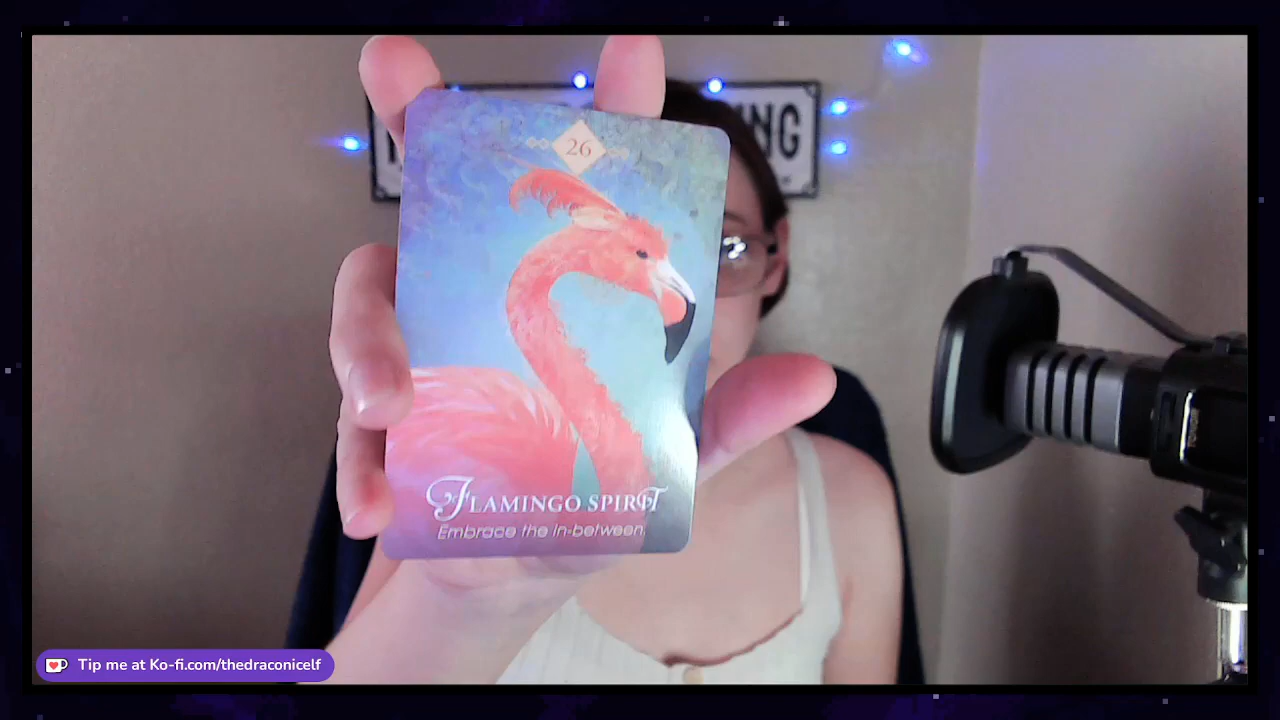 26
FLAMINGO SPIRIT
Embrace the in-between
Tip me at Ko-fi.com/thedraconicelf